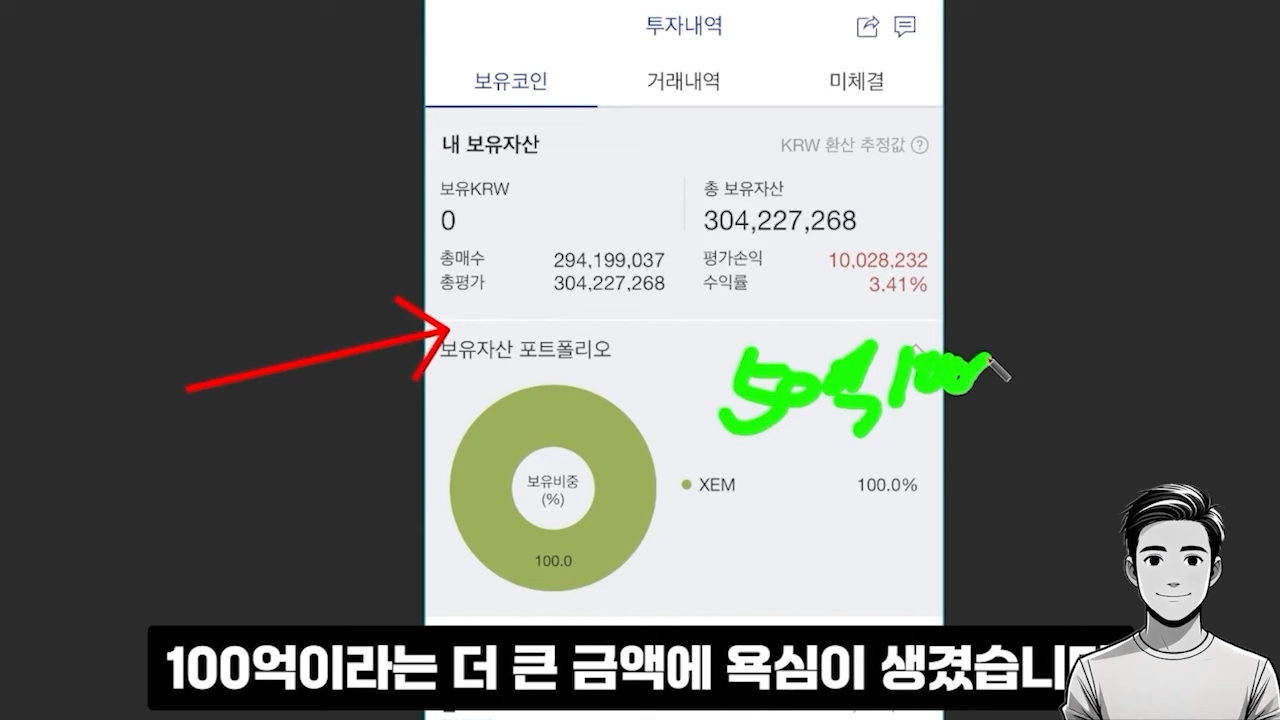 투자내역
보유코인 거래내역 미체결
내 보유자산 KRW 환산 추정값 ?
보유KRW 총 보유자산
0 304,227,268
총매수 294,199,037 평가손익 10,028,232
총평가 304,227,268 수익률 3.41%
보유자산 포트폴리오
50억 100
보유비중
(%)
XEM 100.0%
100.0
100억이라는 더 큰 금액에 욕심이 생겼습니